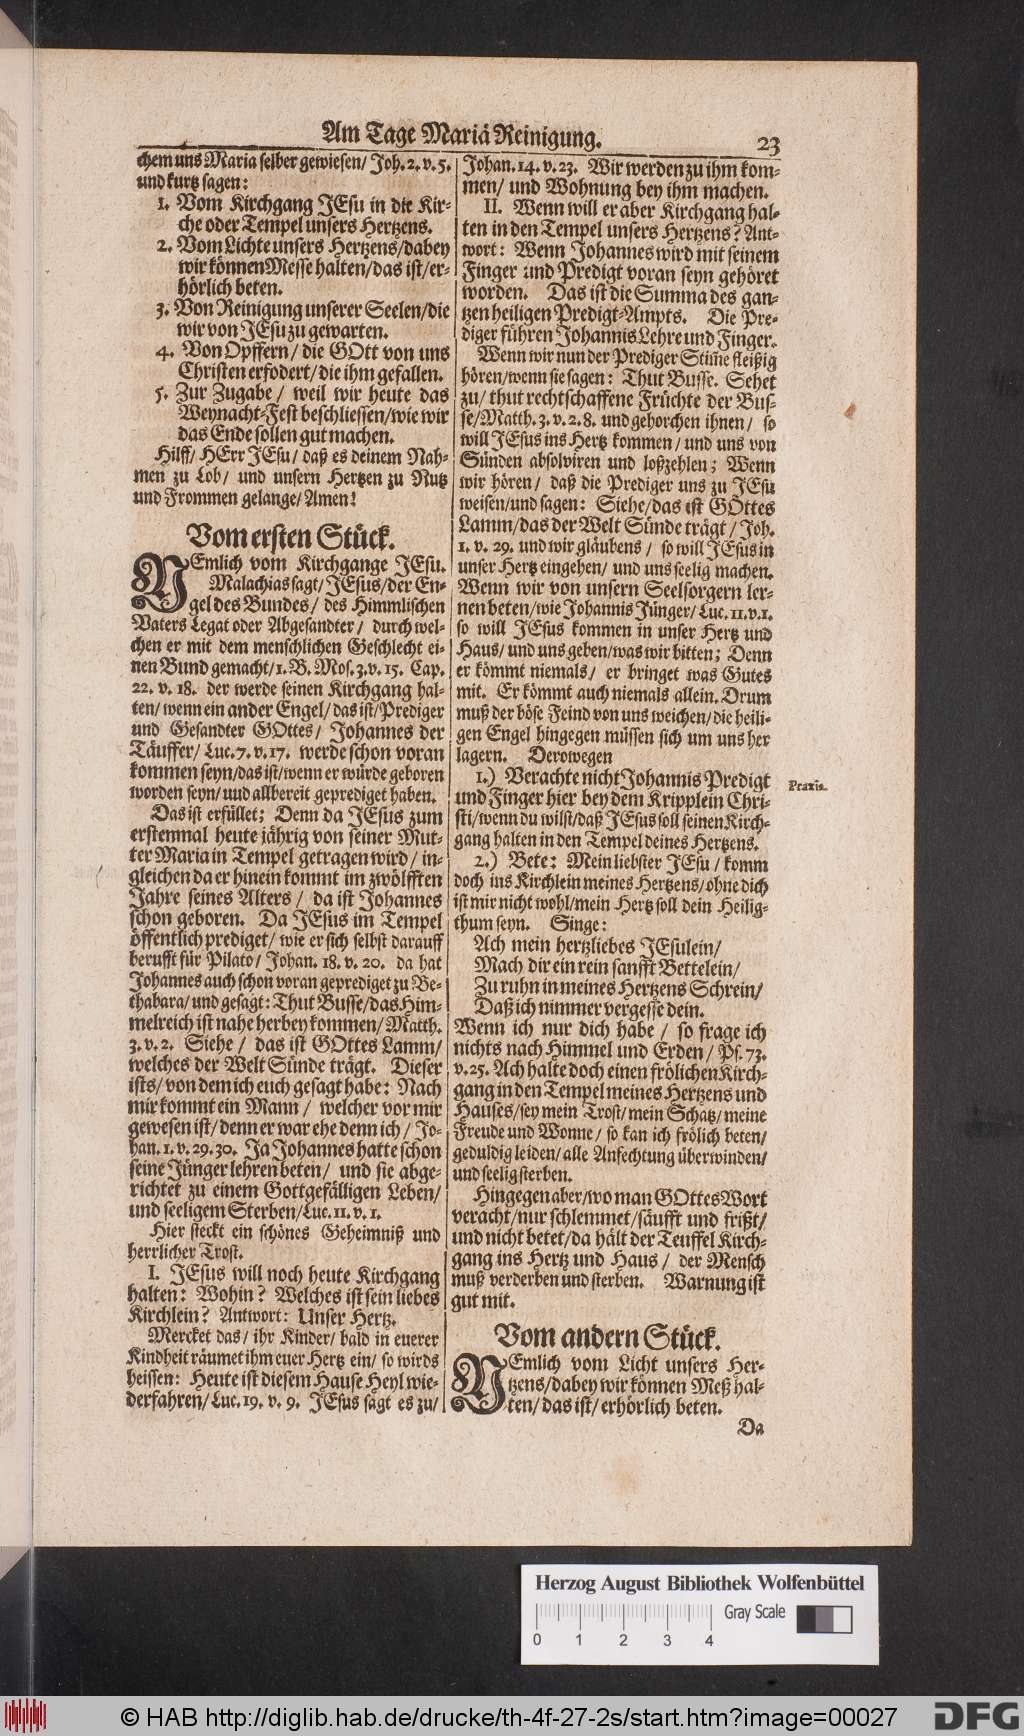 Am Tage Mariä Reinigung.
23
chem uns Maria selber gewiesen/ Joh. 2. v. 5.
und kurtz sagen:
1. Vom Kirchgang JEsu in die Kir-
che oder Tempel unsers Hertzens.
2. Vom Lichte unsers Hertzens/dabey
wir können Messe halten/das ist/er-
hörlich beten.
3. Von Reinigung unserer Seelen/die
wir von JEsu zu gewarten.
4. Von Opffern/ die GOtt von uns
Christen erfodert/die ihm gefallen.
5. Zur Zugabe/ weil wir heute das
Weynacht-Fest beschliessen/wie wir
das Ende sollen gut machen.
Hilff/ HErr JEsu/ daß es deinem Nah-
men zu Lob/ und unsern Hertzen zu Nutz
und Frommen gelange/Amen!
Vom ersten Stück.
NEmlich vom Kirchgange JEsu.
Malachias sagt/JEsus/der En-
gel des Bundes/ des Himmlischen
Vaters Legat oder Abgesandter/ durch wel-
chen er mit dem menschlichen Geschlecht ei-
nen Bund gemacht/1. B. Mos. 3. v. 15. Cap.
22. v. 18. der werde seinen Kirchgang hal-
ten/wenn ein ander Engel/das ist/Prediger
und Gesandter GOttes/ Johannes der
Täuffer/Luc. 7. v. 17. werde schon voran
kommen seyn/das ist/wenn er würde geboren
worden seyn/und allbereit geprediget haben.
Das ist erfüllet; Denn da JEsus zum
erstenmal heute jährig von seiner Mut-
ter Maria in Tempel getragen wird/ in-
gleichen da er hinein kommt im zwölfften
Jahre seines Alters/ da ist Johannes
schon geboren. Da JEsus im Tempel
öffentlich prediget/ wie er sich selbst darauff
berufft für Pilato/ Johan. 18. v. 20. da hat
Johannes auch schon voran geprediget zu Be-
thabara/und gesagt: Thut Busse/das Him-
melreich ist nahe herbey kommen/ Matth.
3. v. 2. Siehe/ das ist GOttes Lamm/
welches der Welt Sünde trägt. Dieser
ists/ von dem ich euch gesagt habe: Nach
mir kommt ein Mann/ welcher vor mir
gewesen ist/denn er war ehe denn ich/ Jo-
han. 1. v. 29. 30. Ja Johannes hatte schon
seine Jünger lehren beten/ und sie abge-
richtet zu einem Gottgefälligen Leben/
und seeligem Sterben/Luc. 11. v. 1.
Hier steckt ein schönes Geheimniß und
herrlicher Trost.
I. JEsus will noch heute Kirchgang
halten: Wohin? Welches ist sein liebes
Kirchlein? Antwort: Unser Hertz.
Mercket das/ ihr Kinder/ bald in euerer
Kindheit räumet ihm euer Hertz ein/ so wirds
heissen: Heute ist diesem Hause Heyl wie-
derfahren/Luc. 19. v. 9. JEsus sagt es zu/
Johan. 14. v. 23. Wir werden zu ihm kom-
men/ und Wohnung bey ihm machen.
II. Wenn will er aber Kirchgang hal-
ten in den Tempel unsers Hertzens? Ant-
wort: Wenn Johannes wird mit seinem
Finger und Predigt voran seyn gehöret
worden. Das ist die Summa des gan-
tzen heiligen Predigt-Ampts. Die Pre-
diger führen Johannis Lehre und Finger.
Wenn wir nun der Prediger Stim̃e fleißig
hören/wenn sie sagen: Thut Busse. Sehet
zu/ thut rechtschaffene Früchte der Bus-
se/Matth. 3. v. 2. 8. und gehorchen ihnen/ so
will JEsus ins Hertz kommen/ und uns von
Sünden absolviren und loßzehlen; Wenn
wir hören/ daß die Prediger uns zu JEsu
weisen/und sagen: Siehe/das ist GOttes
Lamm/das der Welt Sünde trägt/ Joh.
1. v. 29. und wir gläubens/ so will JEsus in
unser Hertz eingehen/ und uns seelig machen.
Wenn wir von unsern Seelsorgern ler-
nen beten/wie Johannis Jünger/Luc. 11. v. 1.
so will JEsus kommen in unser Hertz und
Haus/ und uns geben/was wir bitten; Denn
er kömmt niemals/ er bringet was Gutes
mit. Er kömmt auch niemals allein. Drum
muß der böse Feind von uns weichen/die heili-
gen Engel hingegen müssen sich um uns her
lagern. Derowegen
1.) Verachte nicht Johannis Predigt
und Finger hier bey dem Kripplein Chri-
sti/wenn du wilst/daß JEsus soll seinen Kirch-
gang halten in den Tempel deines Hertzens.
2.) Bete: Mein liebster JEsu/ komm
doch ins Kirchlein meines Hertzens/ohne dich
ist mir nicht wohl/mein Hertz soll dein Heilig-
thum seyn. Singe:
Ach mein hertzliebes JEsulein/
Mach dir ein rein sanfft Bettelein/
Zu ruhn in meines Hertzens Schrein/
Daß ich nimmer vergesse dein.
Wenn ich nur dich habe/ so frage ich
nichts nach Himmel und Erden/ Ps. 73.
v. 25. Ach halte doch einen frölichen Kirch-
gang in den Tempel meines Hertzens und
Hauses/sey mein Trost/mein Schatz/meine
Freude und Wonne/ so kan ich frölich beten/
geduldig leiden/alle Anfechtung überwinden/
und seelig sterben.
Hingegen aber/wo man GOttes Wort
veracht/nur schlemmet/säufft und frißt/
und nicht betet/da hält der Teuffel Kirch-
gang ins Hertz und Haus/ der Mensch
muß verderben und sterben. Warnung ist
gut mit.
Vom andern Stück.
NEmlich vom Licht unsers Her-
tzens/dabey wir können Meß hal-
ten/das ist/erhörlich beten.
Da
Praxis.
Herzog August Bibliothek Wolfenbüttel
Gray Scale
0 1 2 3 4
© HAB http://diglib.hab.de/drucke/th-4f-27-2s/start.htm?image=00027
DFG